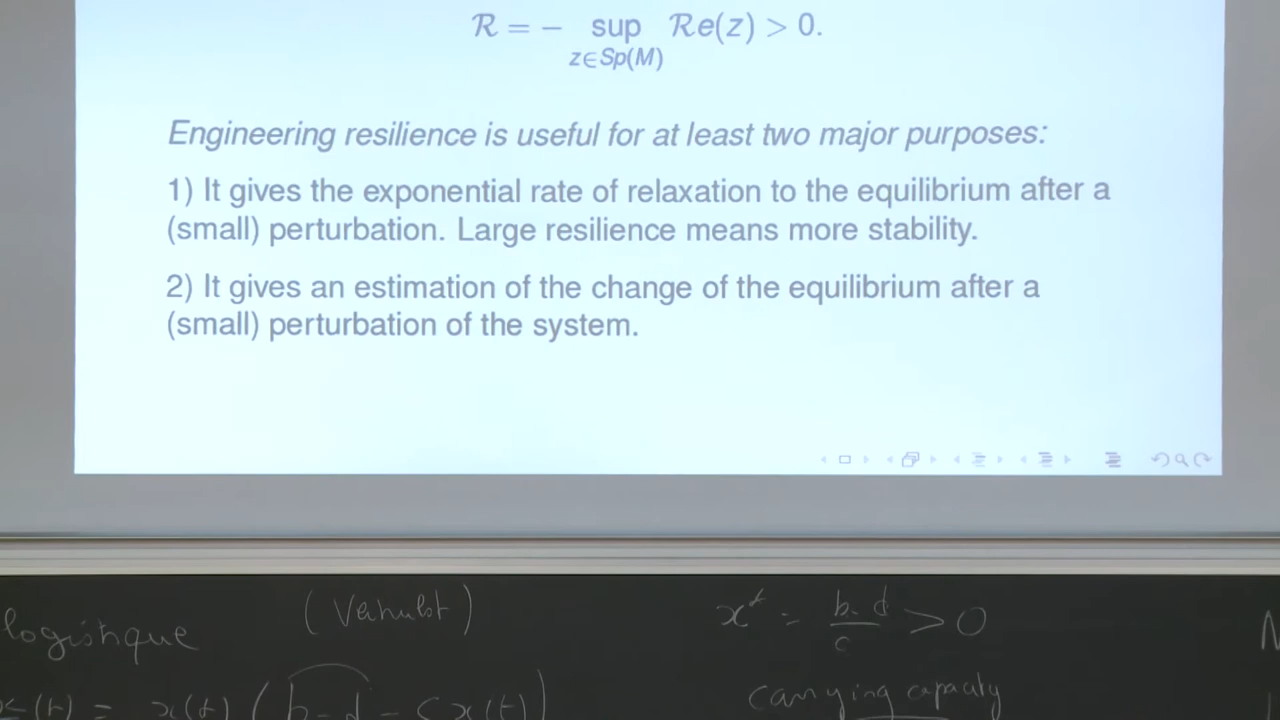 R = − sup Re(z) > 0.
z∈Sp(M)
Engineering resilience is useful for at least two major purposes:
1) It gives the exponential rate of relaxation to the equilibrium after a
(small) perturbation. Large resilience means more stability.
2) It gives an estimation of the change of the equilibrium after a
(small) perturbation of the system.
logistique (Verhulst) x* = b-d/c > 0
x(t) = x(t) (b-d - cx(t))
carrying capacity